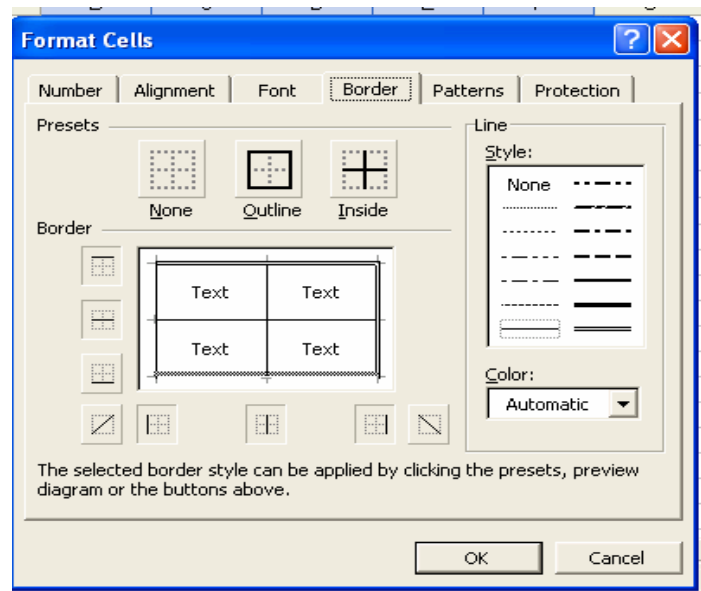 Format Cells
Number Alignment Font Border Patterns Protection
Presets
None Outline Inside
Line
Style:
None
Border
Text Text
Text Text
Color:
Automatic
The selected border style can be applied by clicking the presets, preview
diagram or the buttons above.
OK Cancel